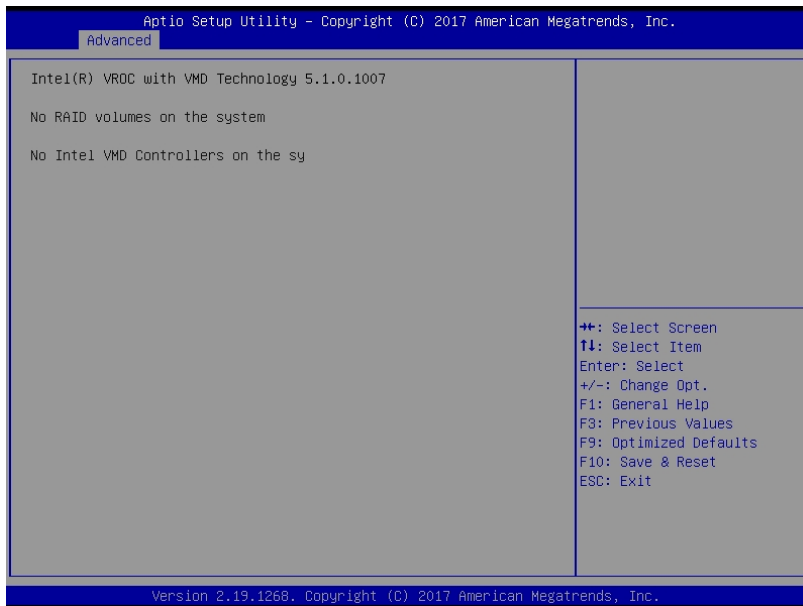 Aptio Setup Utility – Copyright (C) 2017 American Megatrends, Inc.
Advanced
Intel(R) VROC with VMD Technology 5.1.0.1007
No RAID volumes on the system
No Intel VMD Controllers on the sy
→←: Select Screen
↑↓: Select Item
Enter: Select
+/-: Change Opt.
F1: General Help
F3: Previous Values
F9: Optimized Defaults
F10: Save & Reset
ESC: Exit
Version 2.19.1268. Copyright (C) 2017 American Megatrends, Inc.